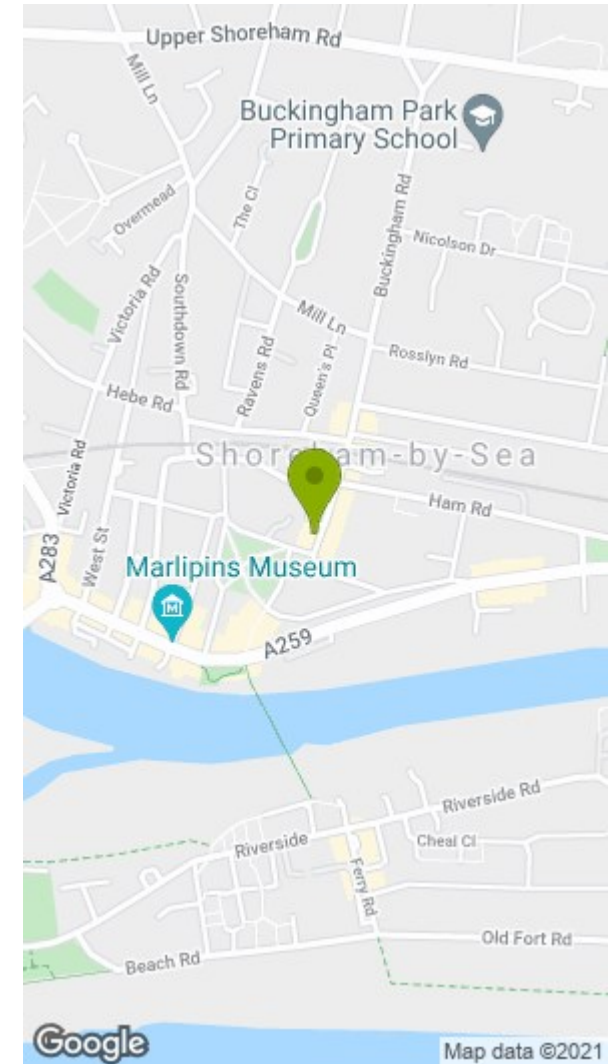 Upper Shoreham Rd
Mill Ln
Buckingham Park
Primary School
Overmead
The Cl
Buckingham Rd
Nicolson Dr
Victoria Rd
Southdown Rd
Mill Ln
Ravens Rd
Queen's Pl
Rosslyn Rd
Hebe Rd
Shoreham-by-Sea
Victoria Rd
Ham Rd
A283
West St
Marlipins Museum
M
A259
Riverside Rd
Riverside
Cheal Cl
Ferry Rd
Old Fort Rd
Beach Rd
Google
Map data ©2021